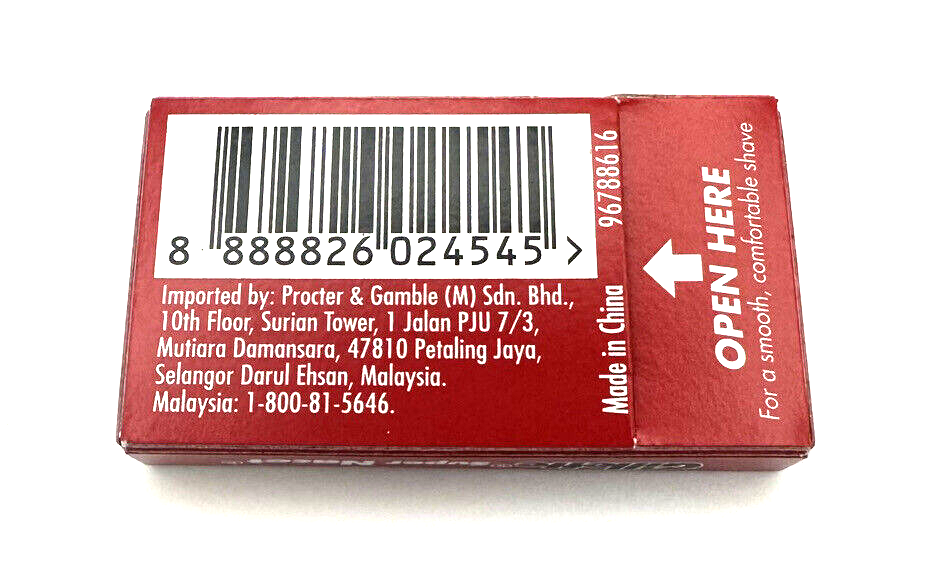 8 888826 024545 >
Imported by: Procter & Gamble (M) Sdn. Bhd.,
10th Floor, Surian Tower, 1 Jalan PJU 7/3,
Mutiara Damansara, 47810 Petaling Jaya,
Selangor Darul Ehsan, Malaysia.
Malaysia: 1-800-81-5646.
Made in China 96788616
OPEN HERE
For a smooth, comfortable shave